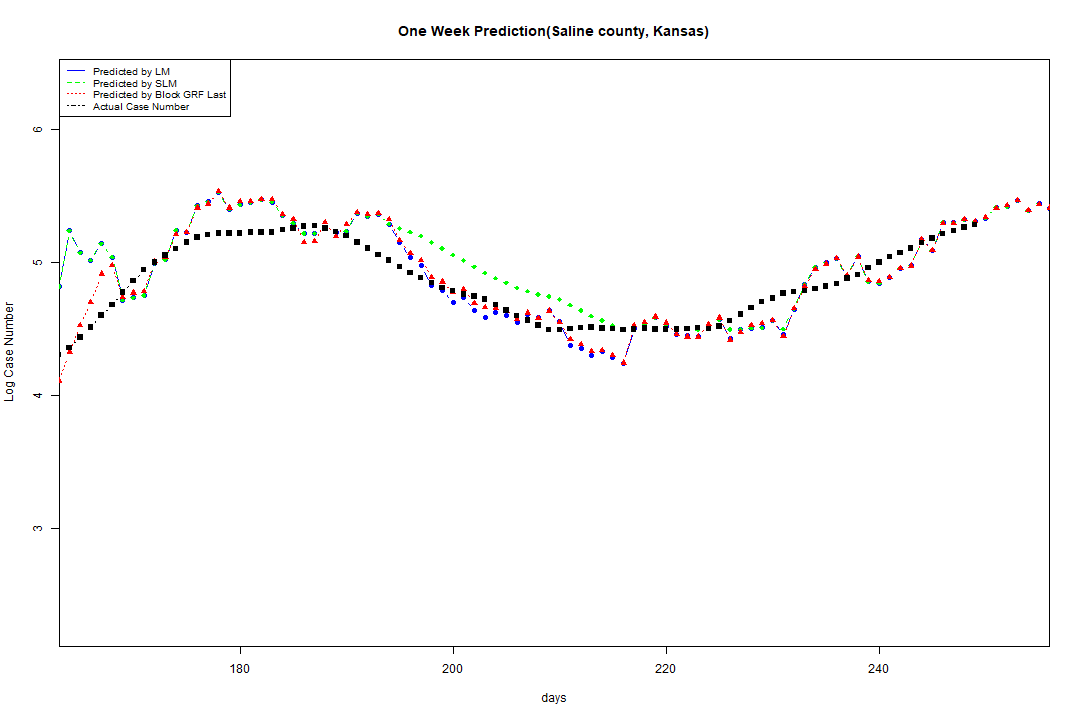 One Week Prediction(Saline county, Kansas)
Predicted by LM
Predicted by SLM
Predicted by Block GRF Last
Actual Case Number
6
5
4
3
Log Case Number
180 200 220 240
days